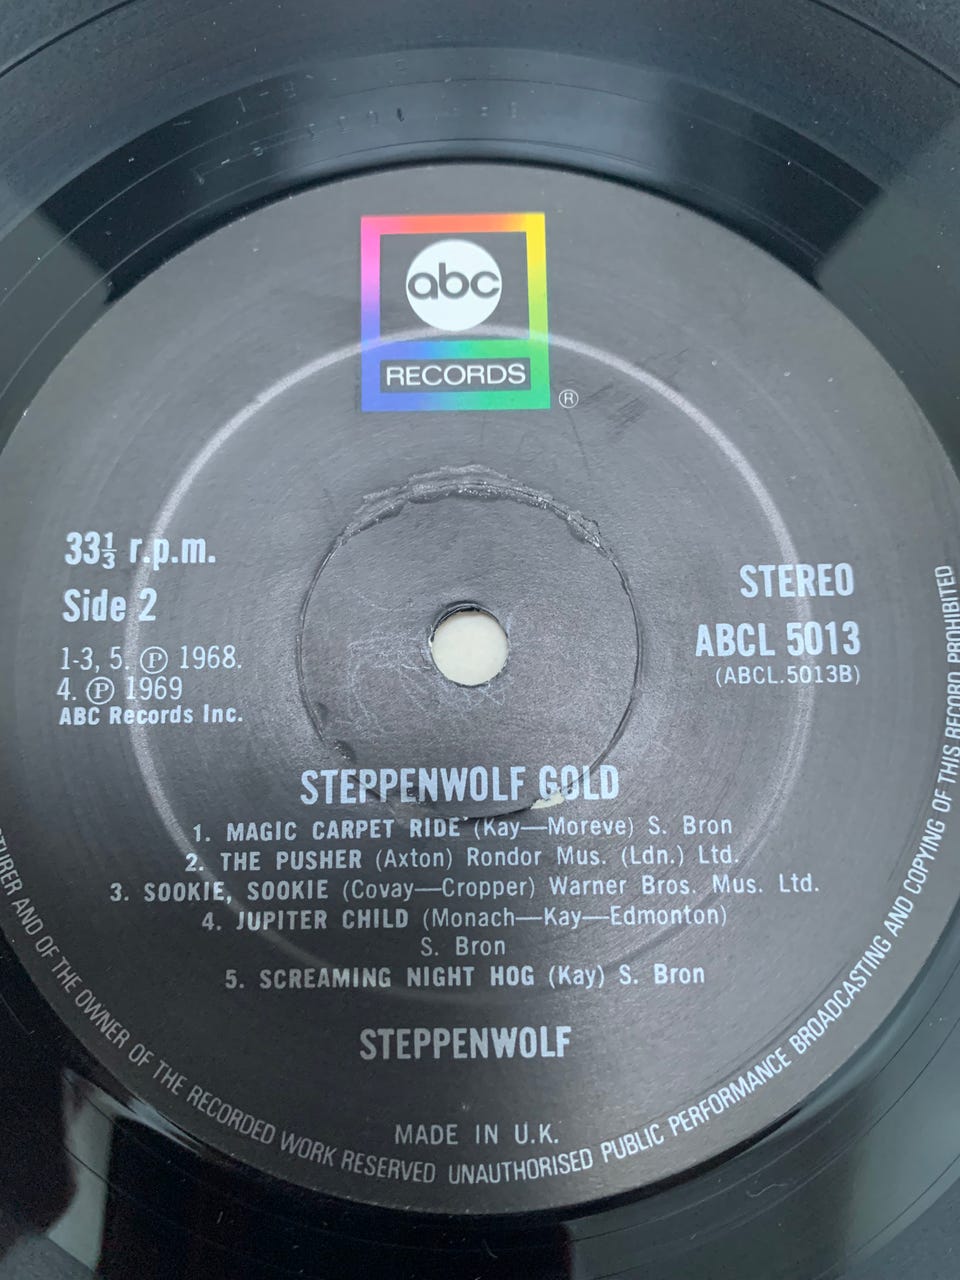 abc
RECORDS
®
33⅓ r.p.m.
Side 2
1-3, 5. Ⓟ 1968.
4. Ⓟ 1969
ABC Records Inc.
STEREO
ABCL 5013
(ABCL.5013B)
STEPPENWOLF GOLD
1. MAGIC CARPET RIDE (Kay—Moreve) S. Bron
2. THE PUSHER (Axton) Rondor Mus. (Ldn.) Ltd.
3. SOOKIE, SOOKIE (Covay—Cropper) Warner Bros. Mus. Ltd.
4. JUPITER CHILD (Monach—Kay—Edmonton)
S. Bron
5. SCREAMING NIGHT HOG (Kay) S. Bron
STEPPENWOLF
MADE IN U.K.
AND OF THE OWNER OF THE RECORDED WORK RESERVED UNAUTHORISED PUBLIC PERFORMANCE BROADCASTING AND COPYING OF THIS RECORD PROHIBITED